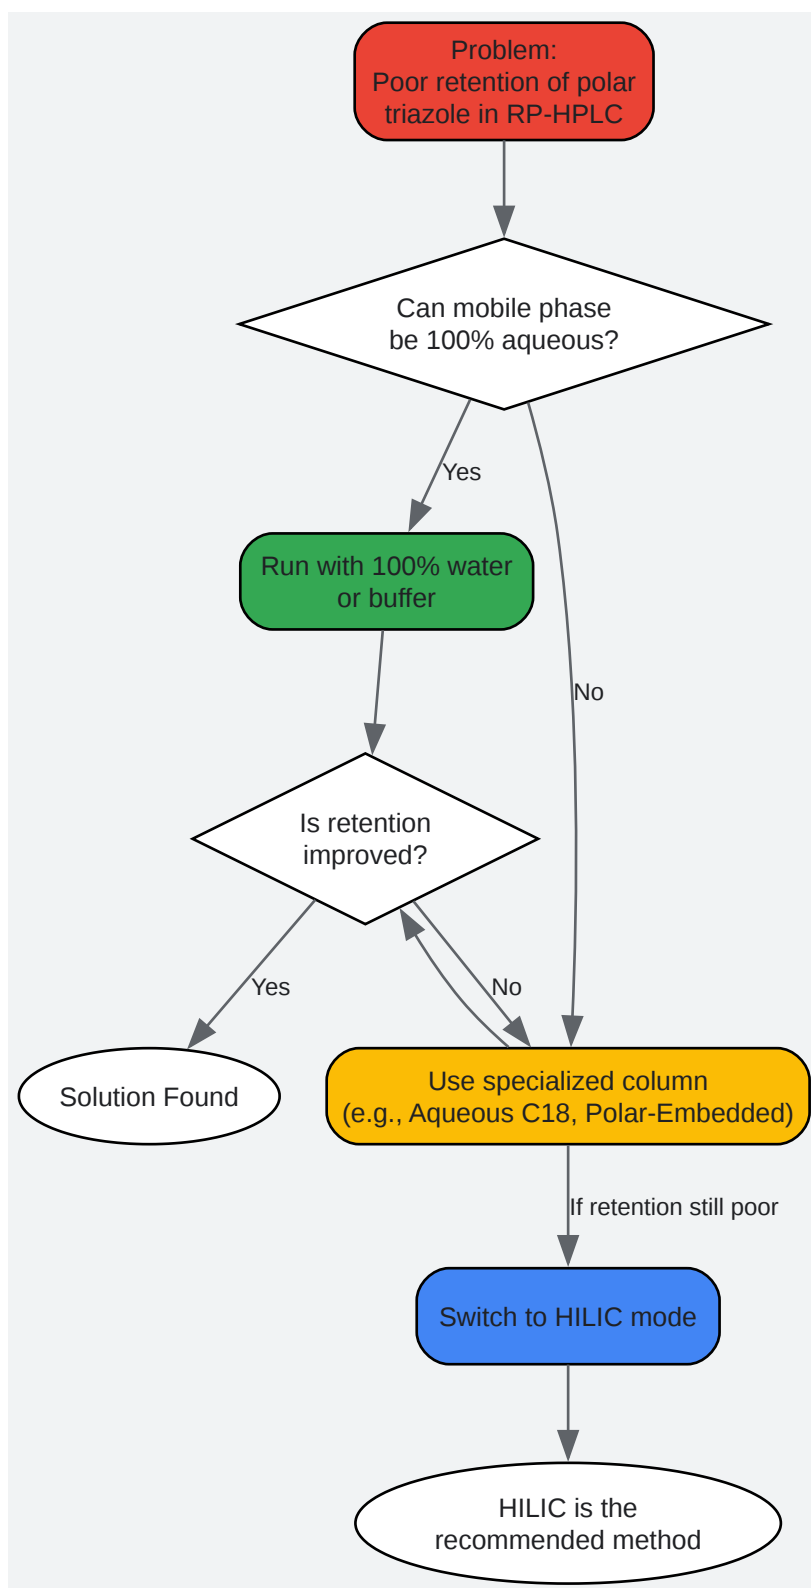 Problem:
Poor retention of polar
triazole in RP-HPLC
Can mobile phase
be 100% aqueous?
Yes
Run with 100% water
or buffer
No
Is retention
improved?
Yes
No
Solution Found
Use specialized column
(e.g., Aqueous C18, Polar-Embedded)
If retention still poor
Switch to HILIC mode
HILIC is the
recommended method